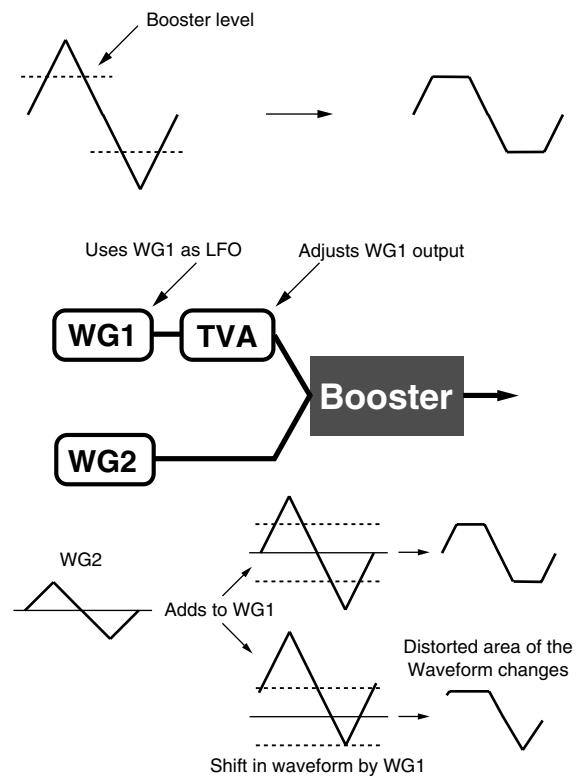 Booster level
Uses WG1 as LFO
Adjusts WG1 output
WG1
TVA
Booster
WG2
WG2
Adds to WG1
Distorted area of the
Waveform changes
Shift in waveform by WG1